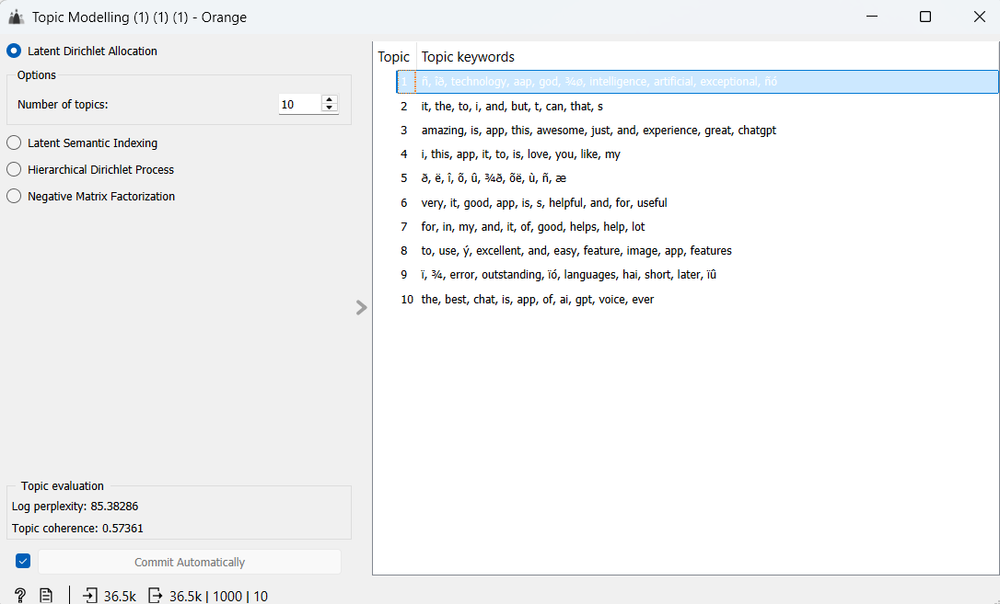 Topic Modelling (1) (1) (1) - Orange
Latent Dirichlet Allocation
Options
Number of topics: 10
Latent Semantic Indexing
Hierarchical Dirichlet Process
Negative Matrix Factorization
Topic evaluation
Log perplexity: 85.38286
Topic coherence: 0.57361
Commit Automatically
36.5k 36.5k | 1000 | 10
Topic Topic keywords
1 ñ, îð, technology, aap, god, ¾ø, intelligence, artificial, exceptional, ñó
2 it, the, to, i, and, but, t, can, that, s
3 amazing, is, app, this, awesome, just, and, experience, great, chatgpt
4 i, this, app, it, to, is, love, you, like, my
5 ð, ë, î, õ, û, ¾ð, õë, ù, ñ, æ
6 very, it, good, app, is, s, helpful, and, for, useful
7 for, in, my, and, it, of, good, helps, help, lot
8 to, use, ý, excellent, and, easy, feature, image, app, features
9 ï, ¾, error, outstanding, ïó, languages, hai, short, later, ïû
10 the, best, chat, is, app, of, ai, gpt, voice, ever